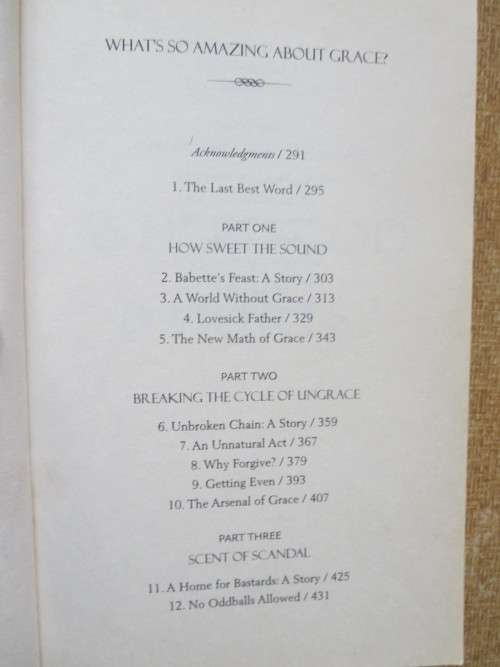 WHAT'S SO AMAZING ABOUT GRACE?
Acknowledgments / 291
1. The Last Best Word / 295
PART ONE
HOW SWEET THE SOUND
2. Babette's Feast: A Story / 303
3. A World Without Grace / 313
4. Lovesick Father / 329
5. The New Math of Grace / 343
PART TWO
BREAKING THE CYCLE OF UNGRACE
6. Unbroken Chain: A Story / 359
7. An Unnatural Act / 367
8. Why Forgive? / 379
9. Getting Even / 393
10. The Arsenal of Grace / 407
PART THREE
SCENT OF SCANDAL
11. A Home for Bastards: A Story / 425
12. No Oddballs Allowed / 431